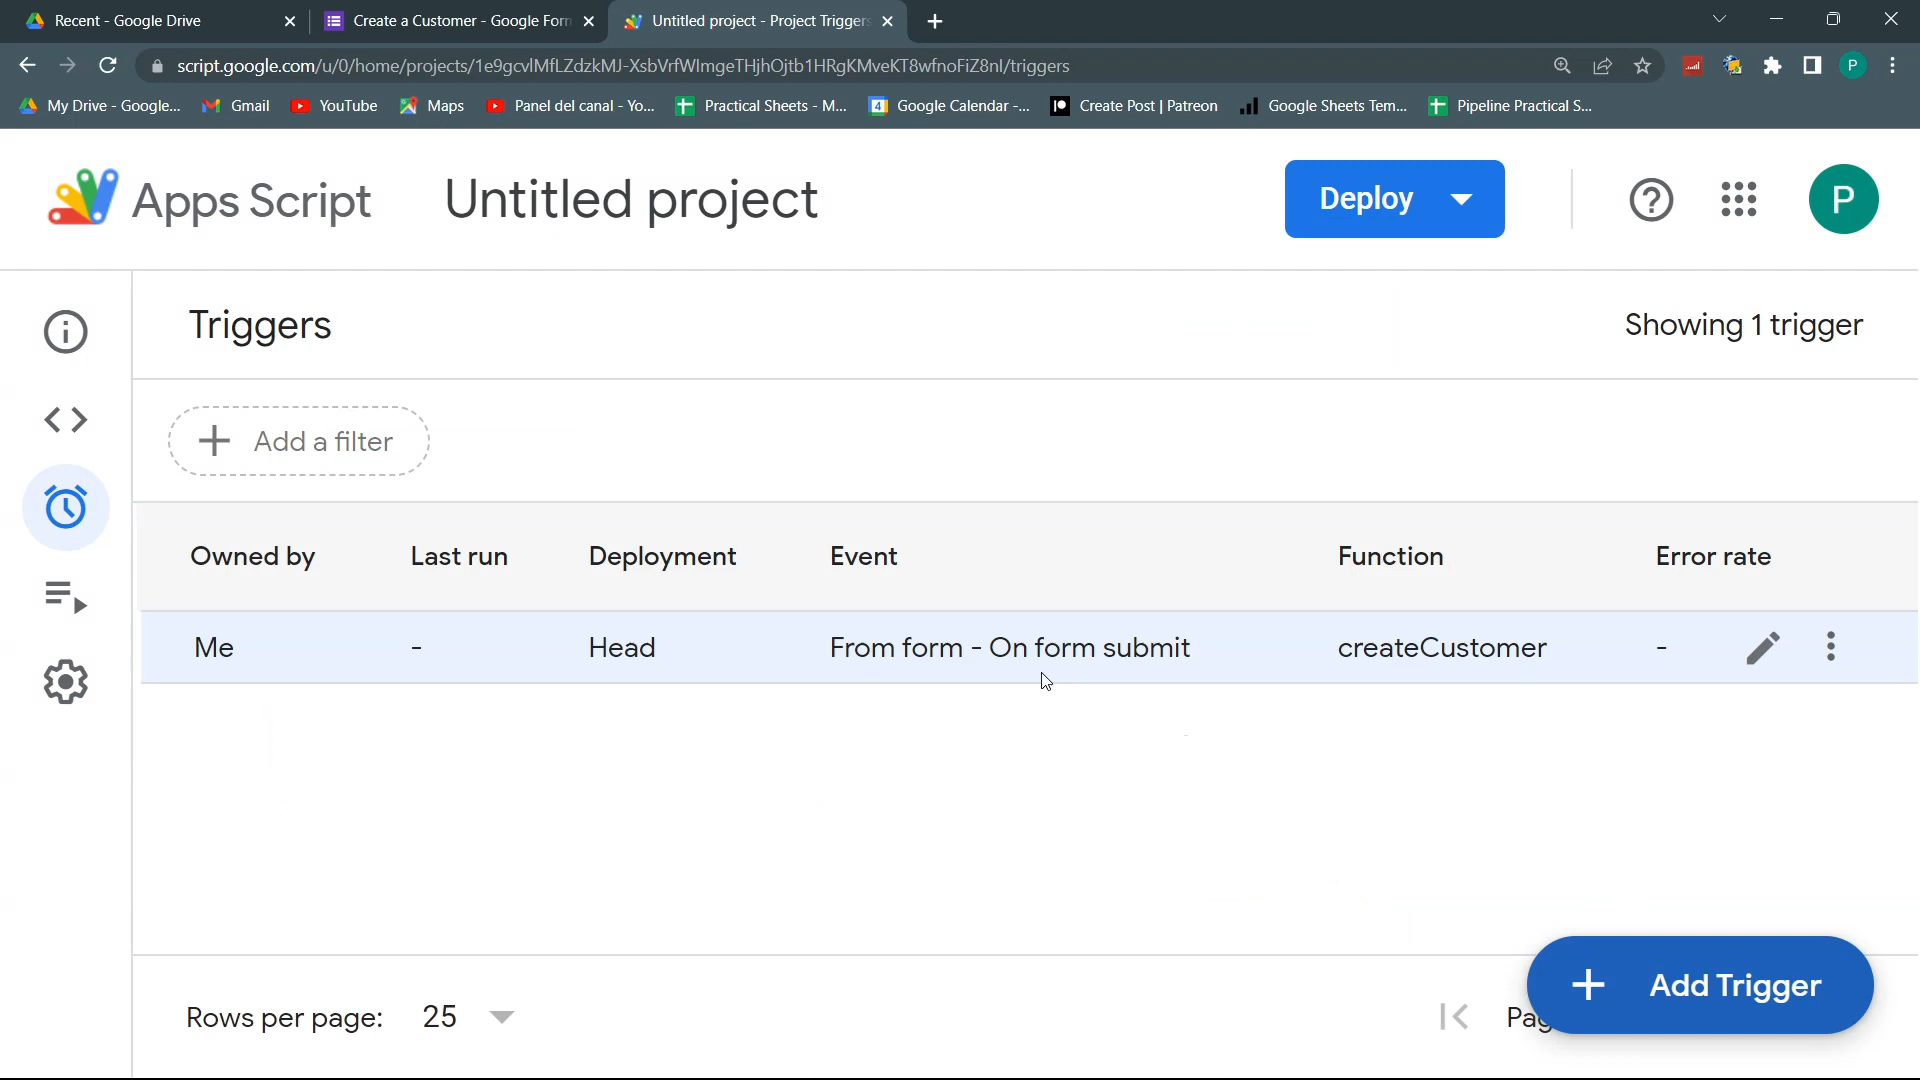 Recent - Google Drive
Create a Customer - Google Forn
Untitled project - Project Triggers
script.google.com/u/0/home/projects/1e9gcvlMfLZdzkMJ-XsbVrfWImgeTHjhOjtb1HRgKMveKT8wfnoFiZ8nI/triggers
P
My Drive - Google...
Gmail
YouTube
Maps
Panel del canal - Yo...
Practical Sheets - M...
4
Google Calendar -...
Create Post | Patreon
Google Sheets Tem...
Pipeline Practical S...
Apps Script
Untitled project
Deploy
P
Triggers
Showing 1 trigger
Add a filter
Owned by Last run Deployment Event Function Error rate
Me - Head From form - On form submit createCustomer -
Rows per page: 25
Add Trigger